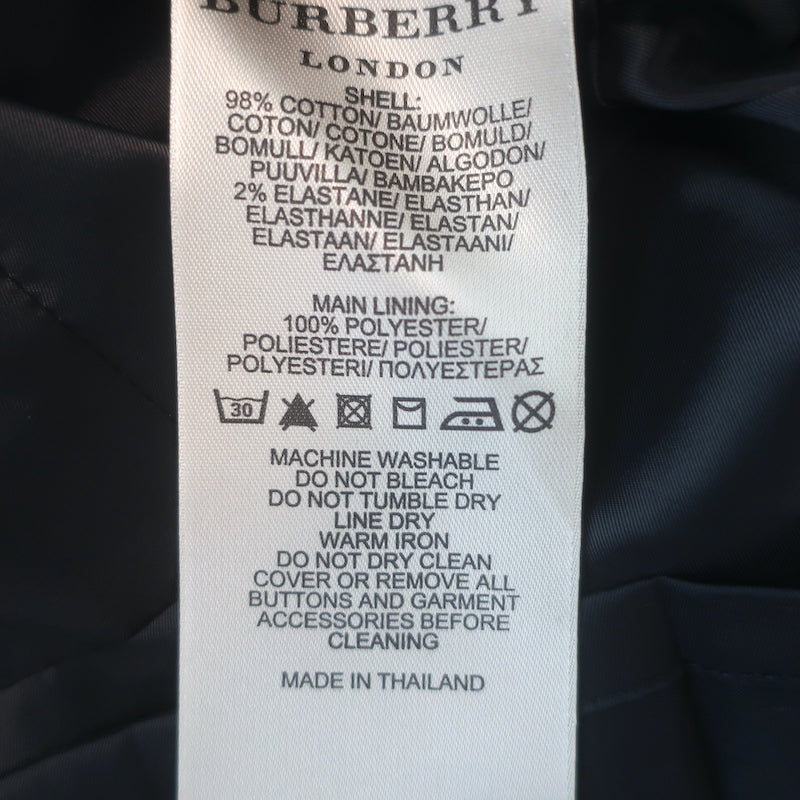 BURBERRY
LONDON
SHELL:
98% COTTON/ BAUMWOLLE/
COTON/ COTONE/ BOMULD/
BOMULL/ KATOEN/ ALGODON/
PUUVILLA/ ΒΑΜΒΑΚΕΡΟ
2% ELASTANE/ ELASTHAN/
ELASTHANNE/ ELASTAN/
ELASTAAN/ ELASTAANI/
ΕΛΑΣΤΑΝΗ
MAIN LINING:
100% POLYESTER/
POLIESTERE/ POLIESTER/
POLYESTERI/ ΠΟΛΥΕΣΤΕΡΑΣ
30
MACHINE WASHABLE
DO NOT BLEACH
DO NOT TUMBLE DRY
LINE DRY
WARM IRON
DO NOT DRY CLEAN
COVER OR REMOVE ALL
BUTTONS AND GARMENT
ACCESSORIES BEFORE
CLEANING
MADE IN THAILAND